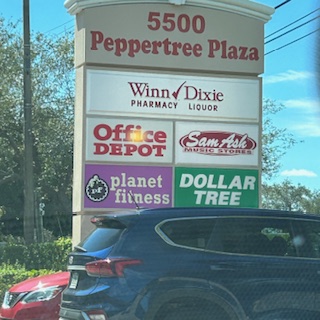 5500
Peppertree Plaza
Winn Dixie
PHARMACY LIQUOR
Office
DEPOT
Sam Ash
MUSIC STORES
planet
fitness
DOLLAR
TREE